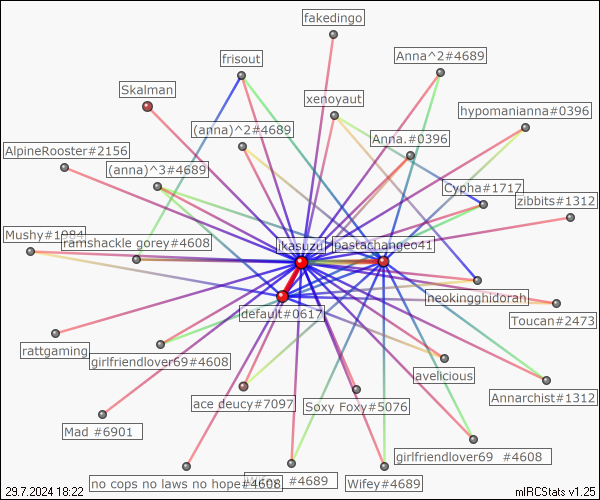 fakedingo
frisout
Anna^2#4689
Skalman
xenoyaut
hypomanianna#0396
(anna)^2#4689
Anna.#0396
AlpineRooster#2156
(anna)^3#4689
Cypha#1717
zibbits#1312
Mushy#1984
ramshackle gorey#4608
ikasuzu
pastachangeo41
neokingghidorah
default#0617
Toucan#2473
rattgaming
girlfriendlover69#4608
avelicious
Annarchist#1312
ace deucy#7097
Soxy Foxy#5076
Mad #6901
girlfriendlover69 #4608
no cops no laws no hope#4608
#4689
Wifey#4689
29.7.2024 18:22
mIRCStats v1.25